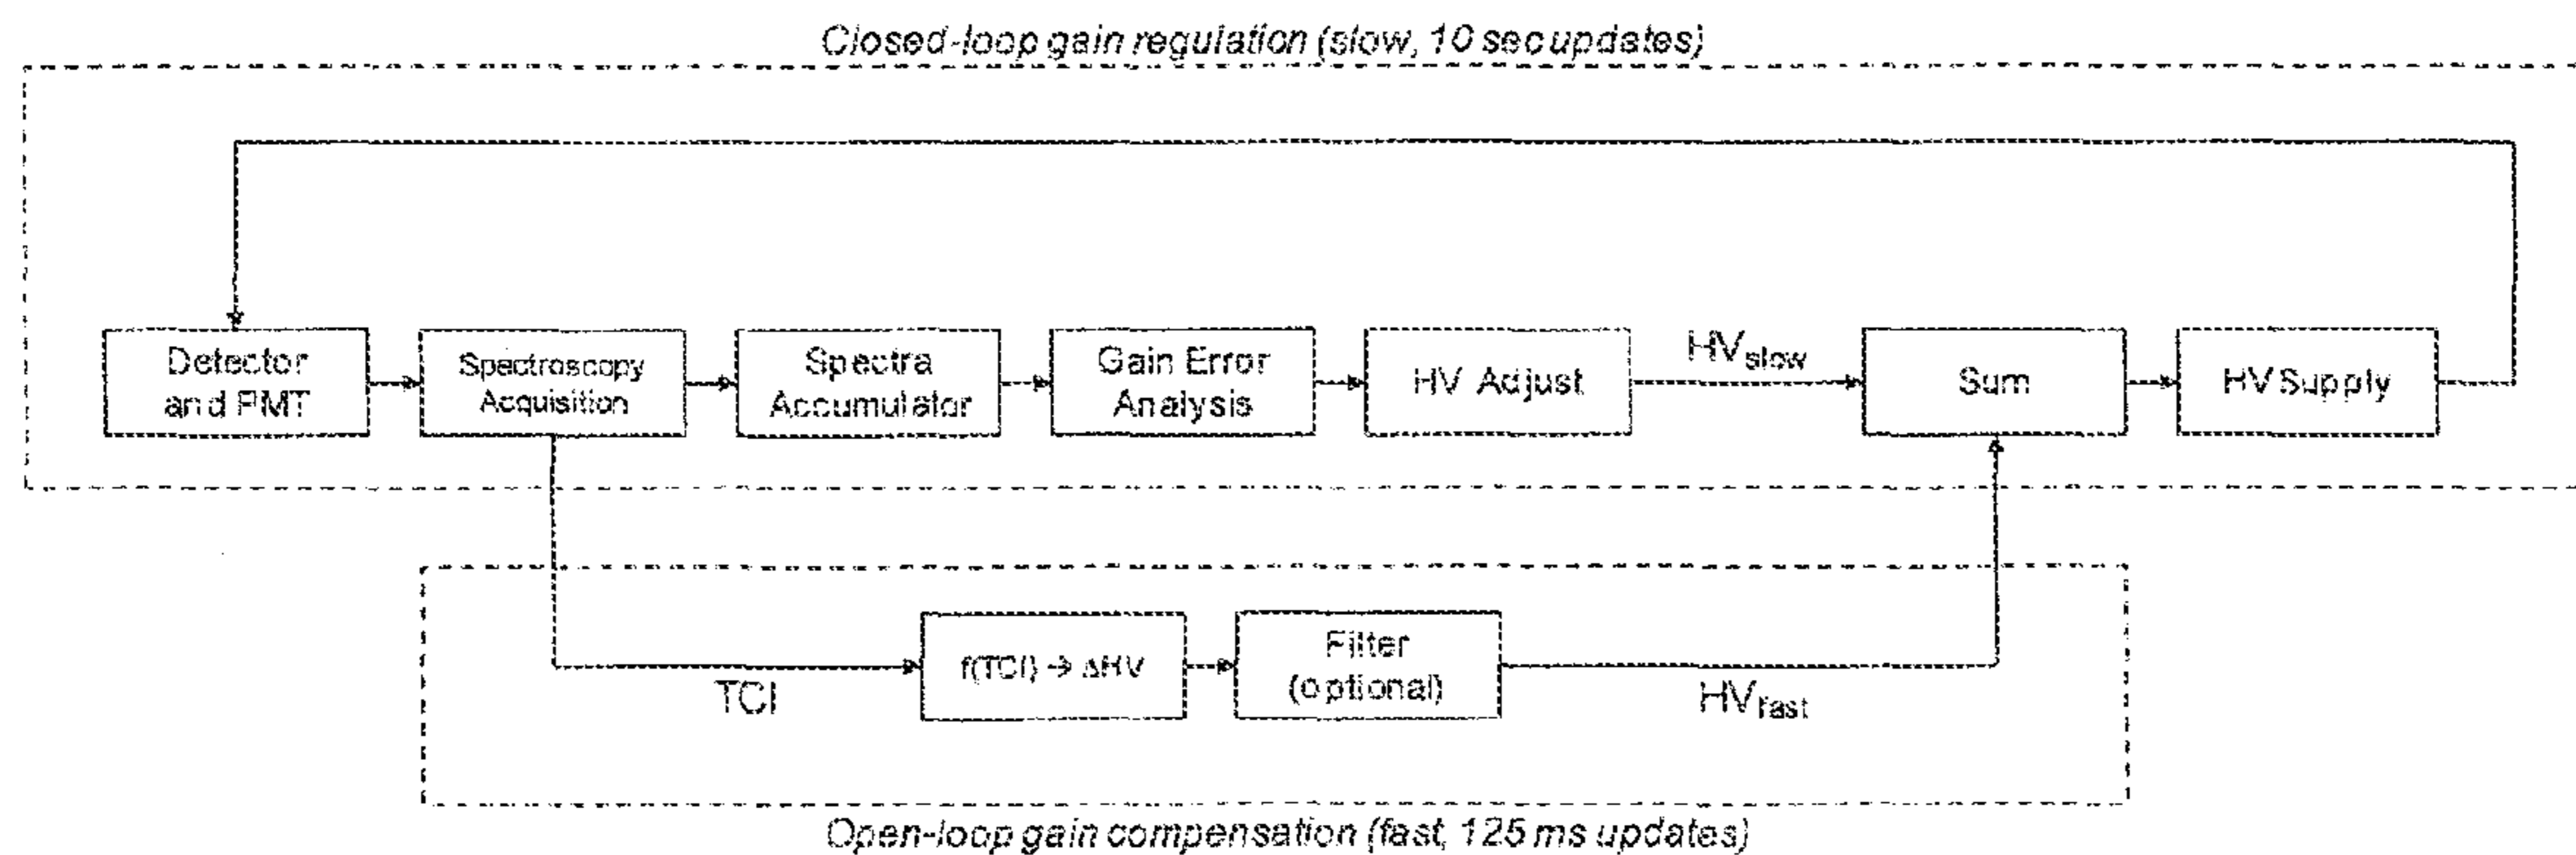 Closed-loop gain regulation (slow, 10 sec updates)
Detector
and PMT
Spectroscopy
Acquisition
Spectra
Accumulator
Gain Error
Analysis
HV Adjust
HVslow
Sum
HV Supply
TCI
f(TCI) → ΔHV
Filter
(optional)
HVfast
Open-loop gain compensation (fast, 125 ms updates)